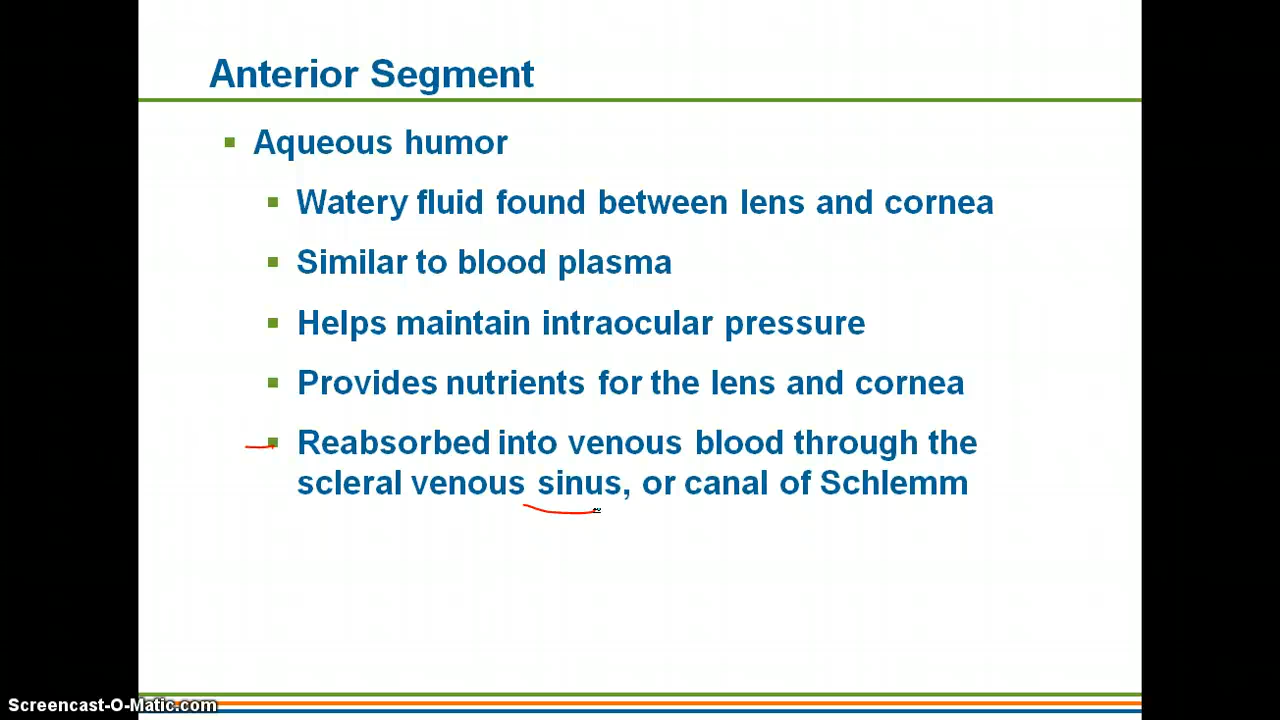 Anterior Segment
Aqueous humor
Watery fluid found between lens and cornea
Similar to blood plasma
Helps maintain intraocular pressure
Provides nutrients for the lens and cornea
Reabsorbed into venous blood through the
scleral venous sinus, or canal of Schlemm
Screencast-O-Matic.com